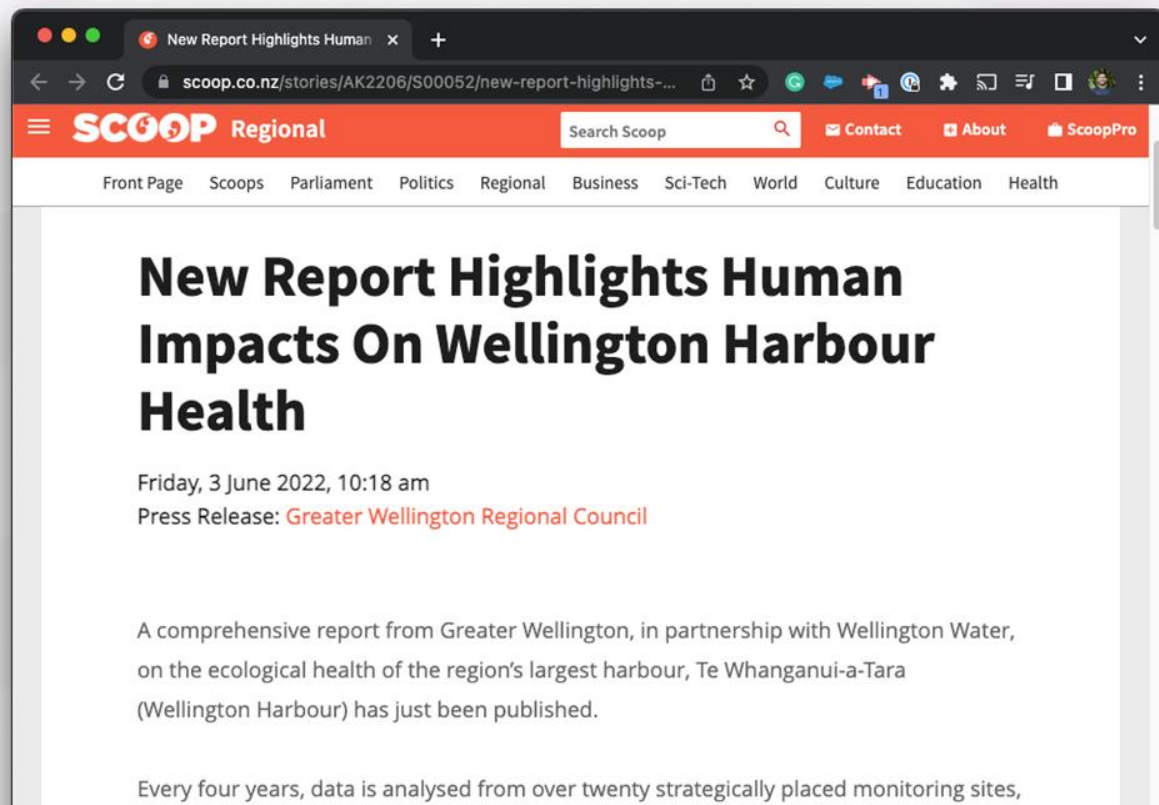 New Report Highlights Human
scoop.co.nz/stories/AK2206/S00052/new-report-highlights-...
1
SCOOP Regional
Search Scoop
Contact
About
ScoopPro
Front Page Scoops Parliament Politics Regional Business Sci-Tech World Culture Education Health
New Report Highlights Human
Impacts On Wellington Harbour
Health
Friday, 3 June 2022, 10:18 am
Press Release: Greater Wellington Regional Council
A comprehensive report from Greater Wellington, in partnership with Wellington Water,
on the ecological health of the region’s largest harbour, Te Whanganui-a-Tara
(Wellington Harbour) has just been published.
Every four years, data is analysed from over twenty strategically placed monitoring sites,